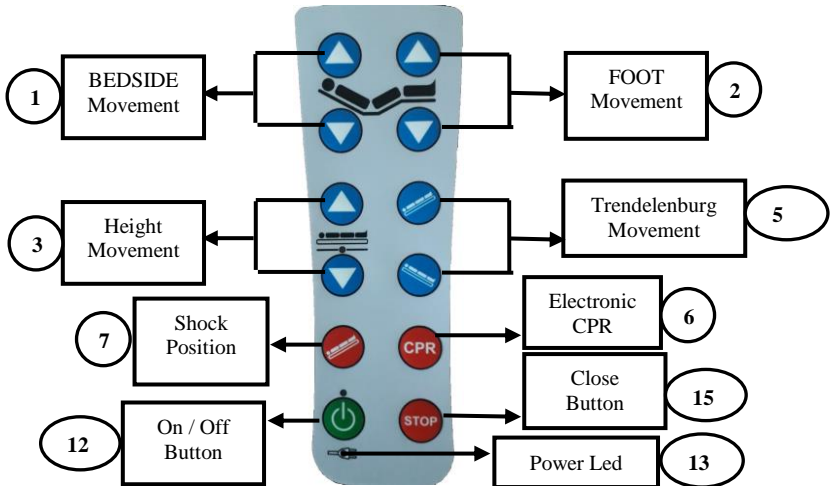 1
BEDSIDE
Movement
FOOT
Movement
2
3
Height
Movement
Trendelenburg
Movement
5
7
Shock
Position
CPR
Electronic
CPR
6
STOP
Close
Button
15
12
On / Off
Button
Power Led
13